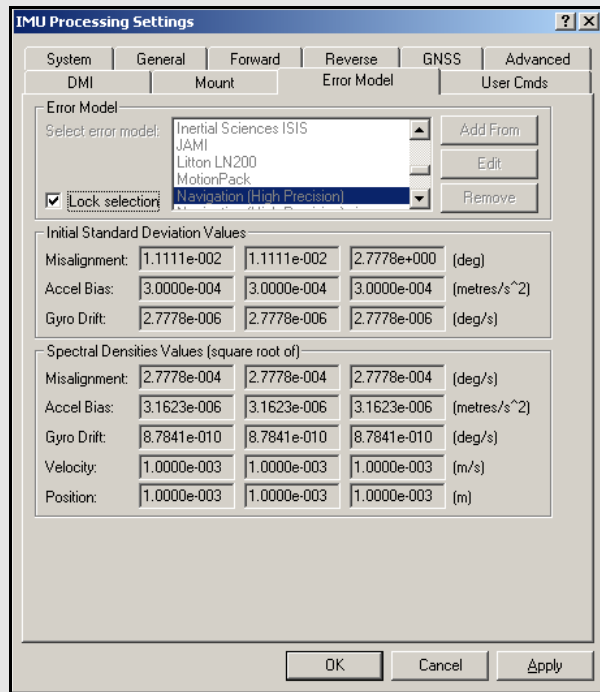 IMU Processing Settings
System General Forward Reverse GNSS Advanced
DMI Mount Error Model User Cmds
Error Model
Select error model:
Inertial Sciences ISIS
JAMI
Litton LN200
MotionPack
Navigation (High Precision)
Lock selection
Add From
Edit
Remove
Initial Standard Deviation Values
Misalignment: 1.1111e-002 1.1111e-002 2.7778e+000 (deg)
Accel Bias: 3.0000e-004 3.0000e-004 3.0000e-004 (metres/s^2)
Gyro Drift: 2.7778e-006 2.7778e-006 2.7778e-006 (deg/s)
Spectral Densities Values (square root of)
Misalignment: 2.7778e-004 2.7778e-004 2.7778e-004 (deg/s)
Accel Bias: 3.1623e-006 3.1623e-006 3.1623e-006 (metres/s^2)
Gyro Drift: 8.7841e-010 8.7841e-010 8.7841e-010 (deg/s)
Velocity: 1.0000e-003 1.0000e-003 1.0000e-003 (m/s)
Position: 1.0000e-003 1.0000e-003 1.0000e-003 (m)
OK Cancel Apply